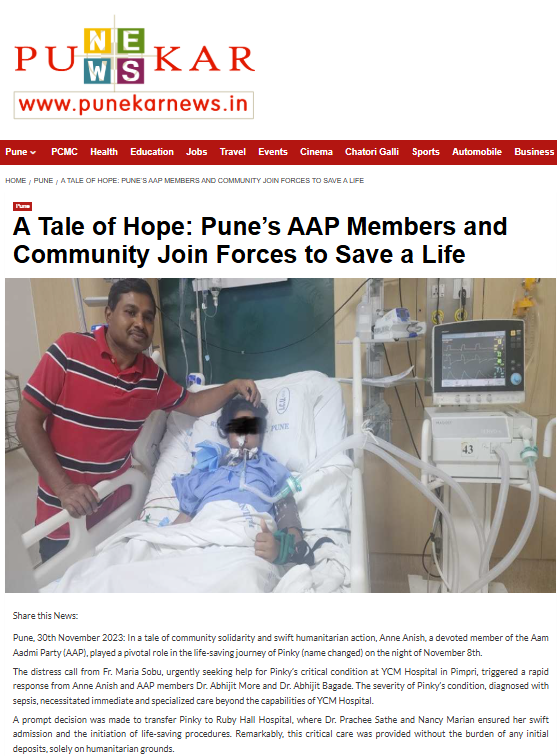 PUNEKAR
NEWS
www.punekarnews.in
Pune PCMC Health Education Jobs Travel Events Cinema Chatori Galli Sports Automobile Business
HOME / PUNE / A TALE OF HOPE: PUNE'S AAP MEMBERS AND COMMUNITY JOIN FORCES TO SAVE A LIFE
Pune
A Tale of Hope: Pune's AAP Members and
Community Join Forces to Save a Life
PUNE
43
Share this News:
Pune, 30th November 2023: In a tale of community solidarity and swift humanitarian action, Anne Anish, a devoted member of the Aam
Aadmi Party (AAP), played a pivotal role in the life-saving journey of Pinky (name changed) on the night of November 8th.
The distress call from Fr. Maria Sobu, urgently seeking help for Pinky's critical condition at YCM Hospital in Pimpri, triggered a rapid
response from Anne Anish and AAP members Dr. Abhijit More and Dr. Abhijit Bagade. The severity of Pinky's condition, diagnosed with
sepsis, necessitated immediate and specialized care beyond the capabilities of YCM Hospital.
A prompt decision was made to transfer Pinky to Ruby Hall Hospital, where Dr. Prachee Sathe and Nancy Marian ensured her swift
admission and the initiation of life-saving procedures. Remarkably, this critical care was provided without the burden of any initial
deposits, solely on humanitarian grounds.